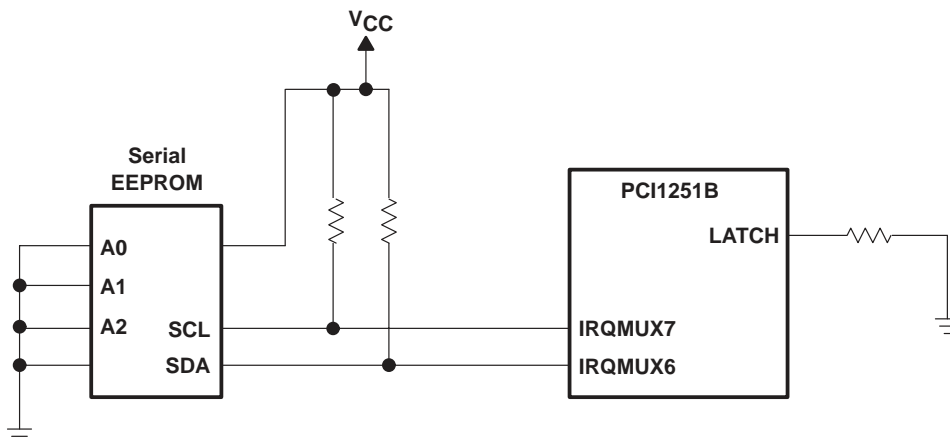 VCC
Serial
EEPROM
A0
A1
A2
SCL
SDA
PCI1251B
LATCH
IRQMUX7
IRQMUX6